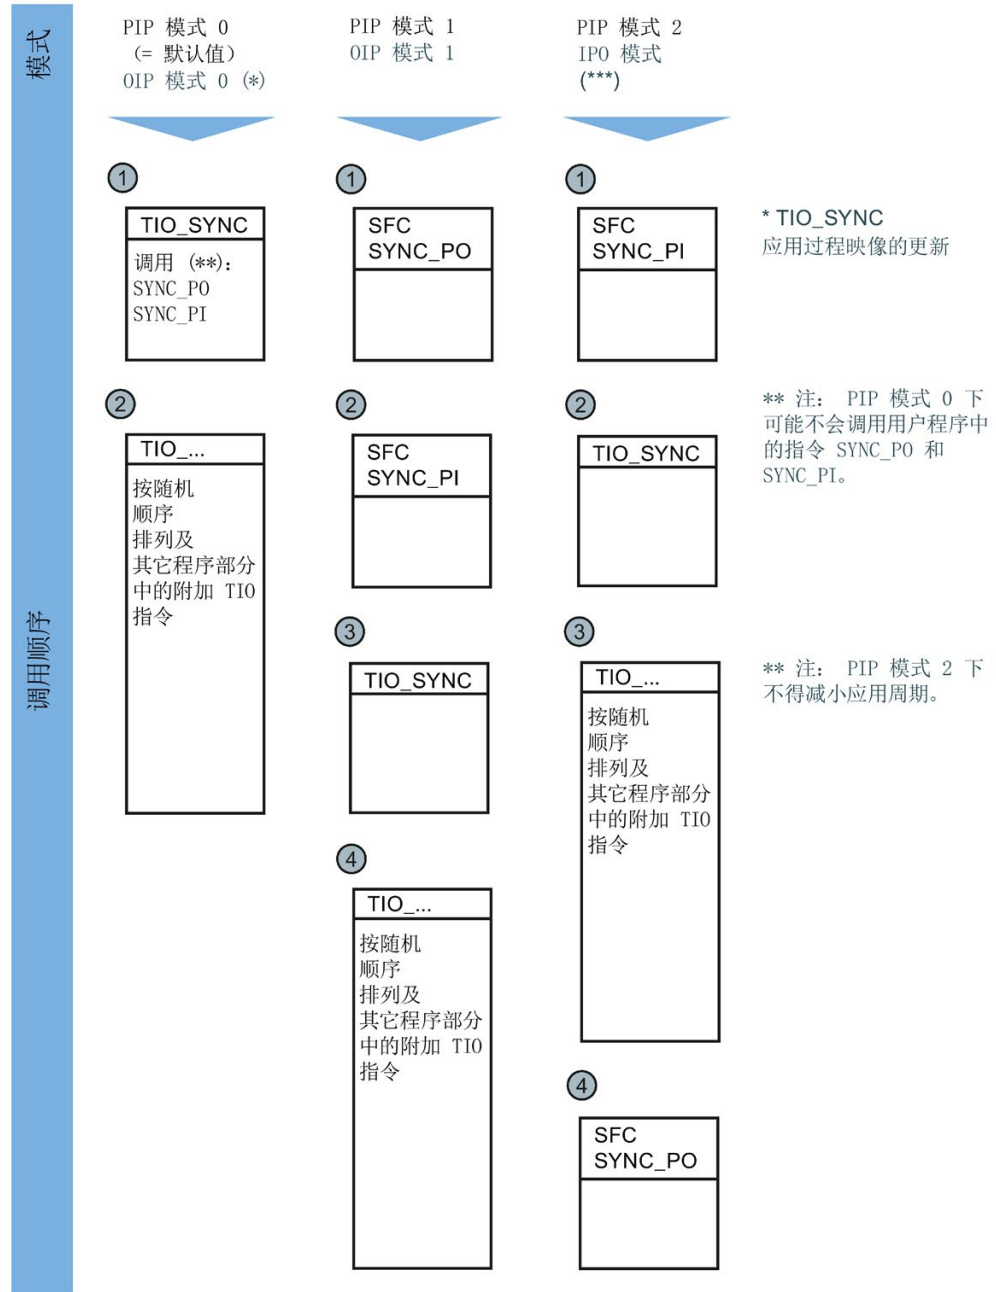 模式
PIP 模式 0
(= 默认值)
OIP 模式 0 (*)
PIP 模式 1
OIP 模式 1
PIP 模式 2
IPO 模式
(***)
调用顺序
1
TIO_SYNC
调用 (**):
SYNC_PO
SYNC_PI
2
TIO_...
按随机
顺序
排列及
其它程序部分
中的附加 TIO
指令
1
SFC
SYNC_PO
2
SFC
SYNC_PI
3
TIO_SYNC
4
TIO_...
按随机
顺序
排列及
其它程序部分
中的附加 TIO
指令
1
SFC
SYNC_PI
2
TIO_SYNC
3
TIO_...
按随机
顺序
排列及
其它程序部分
中的附加 TIO
指令
4
SFC
SYNC_PO
* TIO_SYNC
应用过程映像的更新
** 注: PIP 模式 0 下
可能不会调用用户程序中
的指令 SYNC_PO 和
SYNC_PI。
** 注: PIP 模式 2 下
不得减小应用周期。